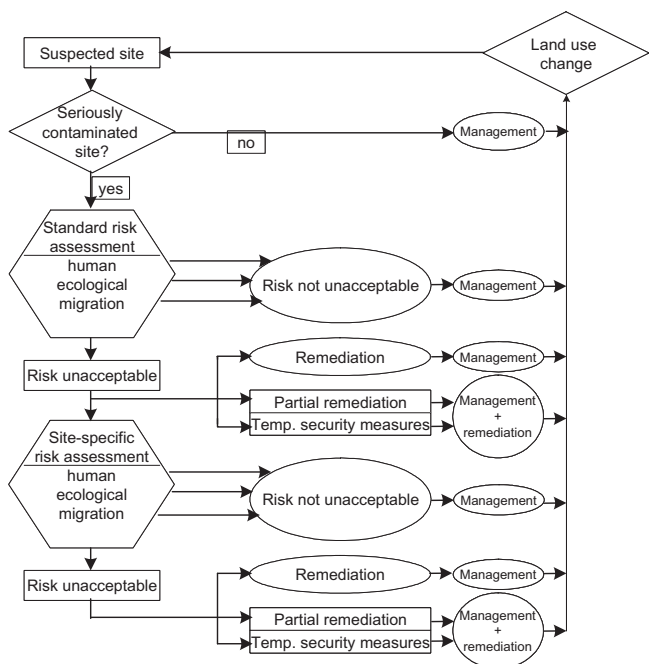 Suspected site
Land use
change
Seriously
contaminated
site?
no
Management
yes
Standard risk
assessment
human
ecological
migration
Risk not unacceptable
Management
Risk unacceptable
Remediation
Management
Partial remediation
Temp. security measures
Management
+
remediation
Site-specific
risk assessment
human
ecological
migration
Risk not unacceptable
Management
Risk unacceptable
Remediation
Management
Partial remediation
Temp. security measures
Management
+
remediation